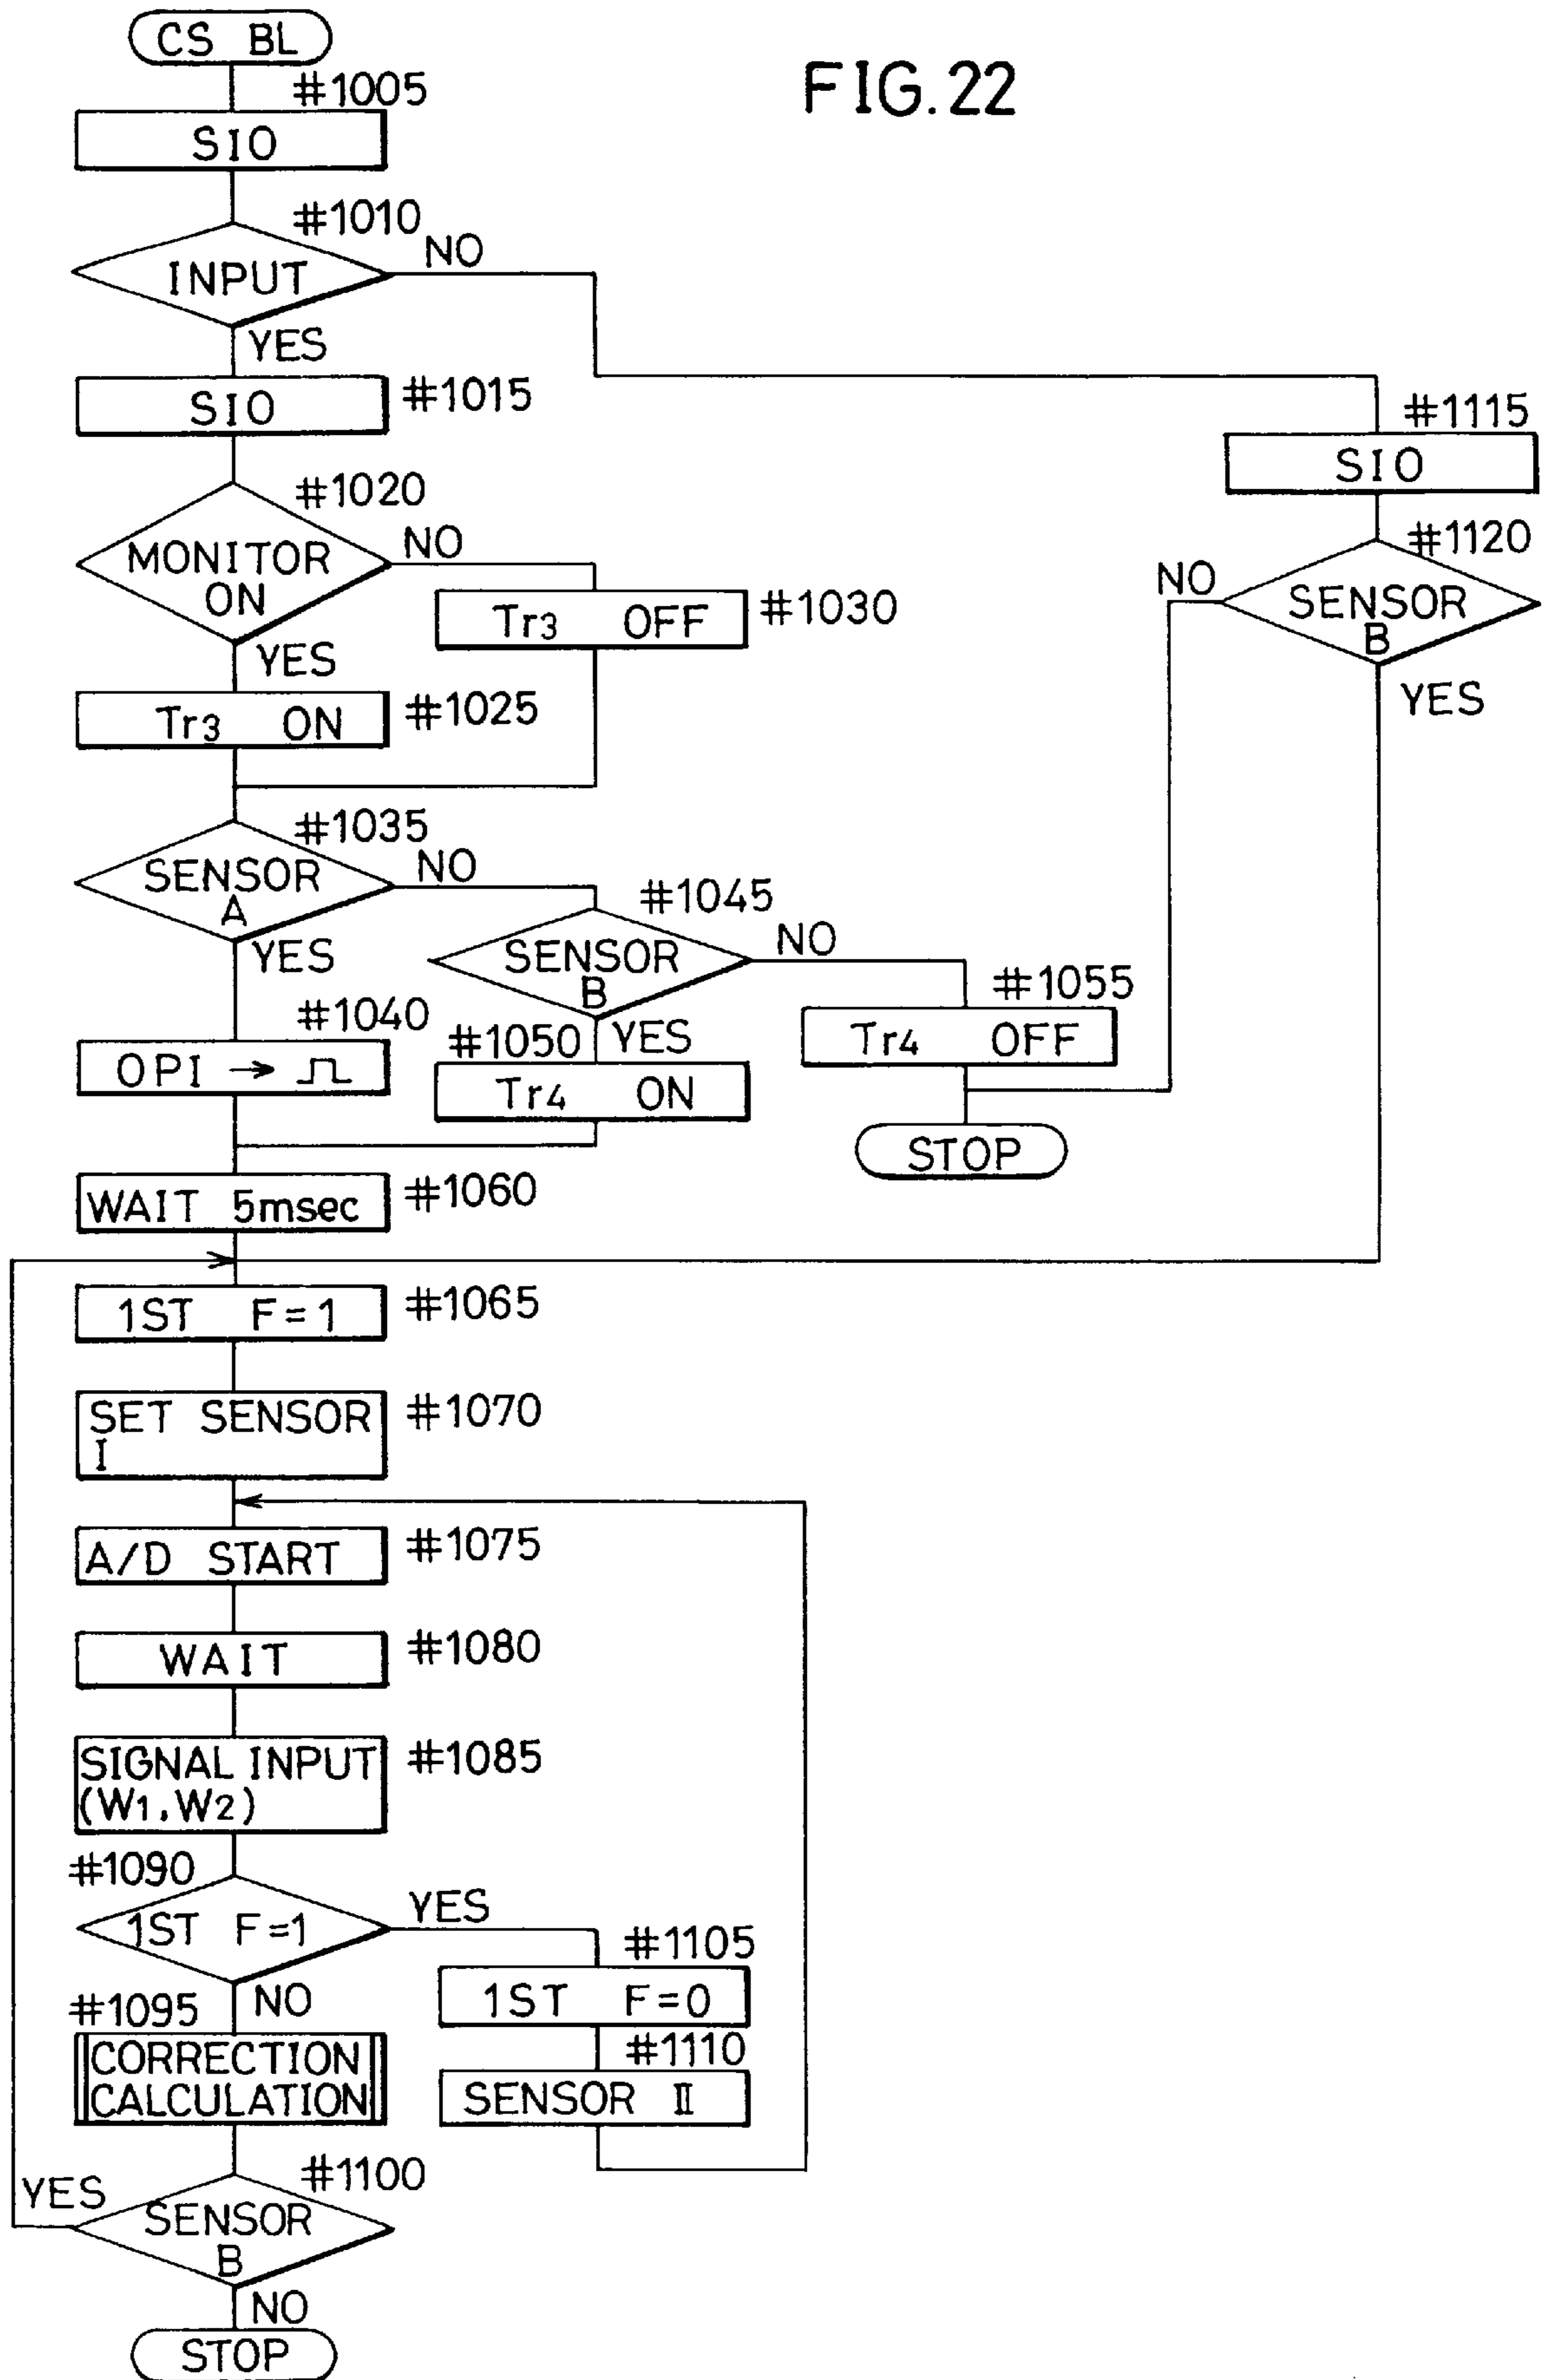 CS BL
FIG.22
#1005
SIO
#1010
INPUT
NO
YES
SIO
#1015
#1115
SIO
#1020
MONITOR
ON
NO
YES
Tr3 OFF
#1030
#1120
SENSOR
B
NO
YES
Tr3 ON
#1025
#1035
SENSOR
A
NO
YES
#1045
SENSOR
B
NO
YES
#1055
Tr4 OFF
#1040
OPI →
#1050
Tr4 ON
STOP
WAIT 5msec
#1060
1ST F=1
#1065
SET SENSOR
I
#1070
A/D START
#1075
WAIT
#1080
SIGNAL INPUT
(W1,W2)
#1085
#1090
1ST F=1
YES
NO
#1105
1ST F=0
#1095
CORRECTION
CALCULATION
#1110
SENSOR II
#1100
YES
SENSOR
B
NO
STOP